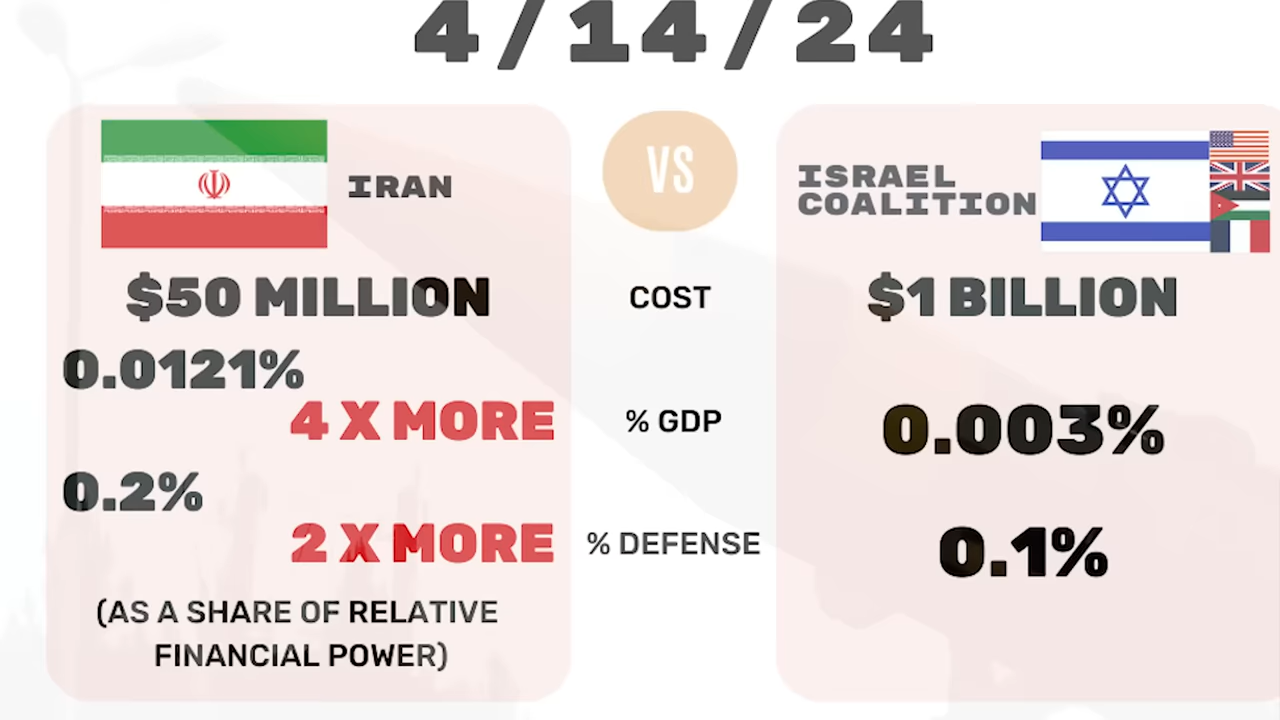 4/14/24
IRAN
VS
ISRAEL
COALITION
$50 MILLION
COST
$1 BILLION
0.0121%
4 X MORE
% GDP
0.003%
0.2%
2 X MORE
% DEFENSE
0.1%
(AS A SHARE OF RELATIVE
FINANCIAL POWER)